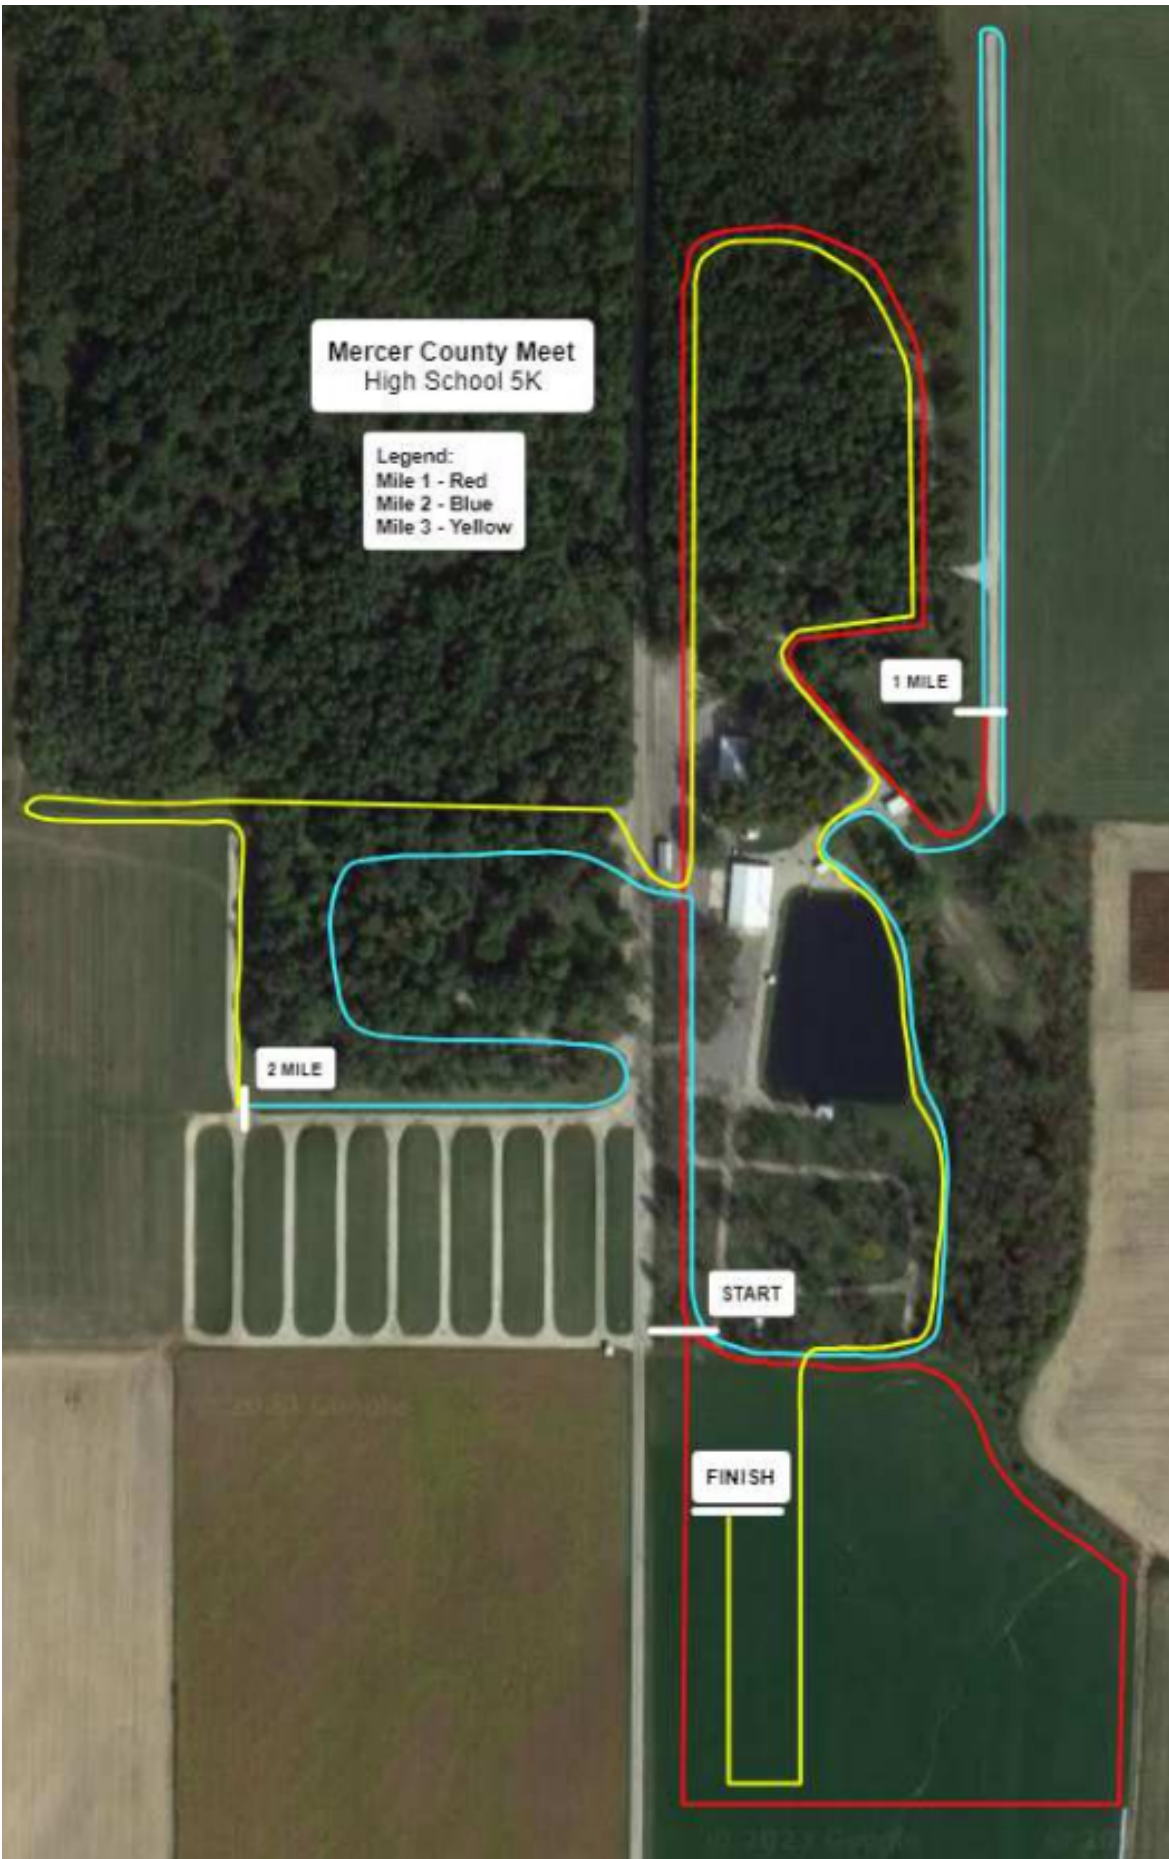 Mercer County Meet
High School 5K
Legend:
Mile 1 - Red
Mile 2 - Blue
Mile 3 - Yellow
1 MILE
2 MILE
START
FINISH